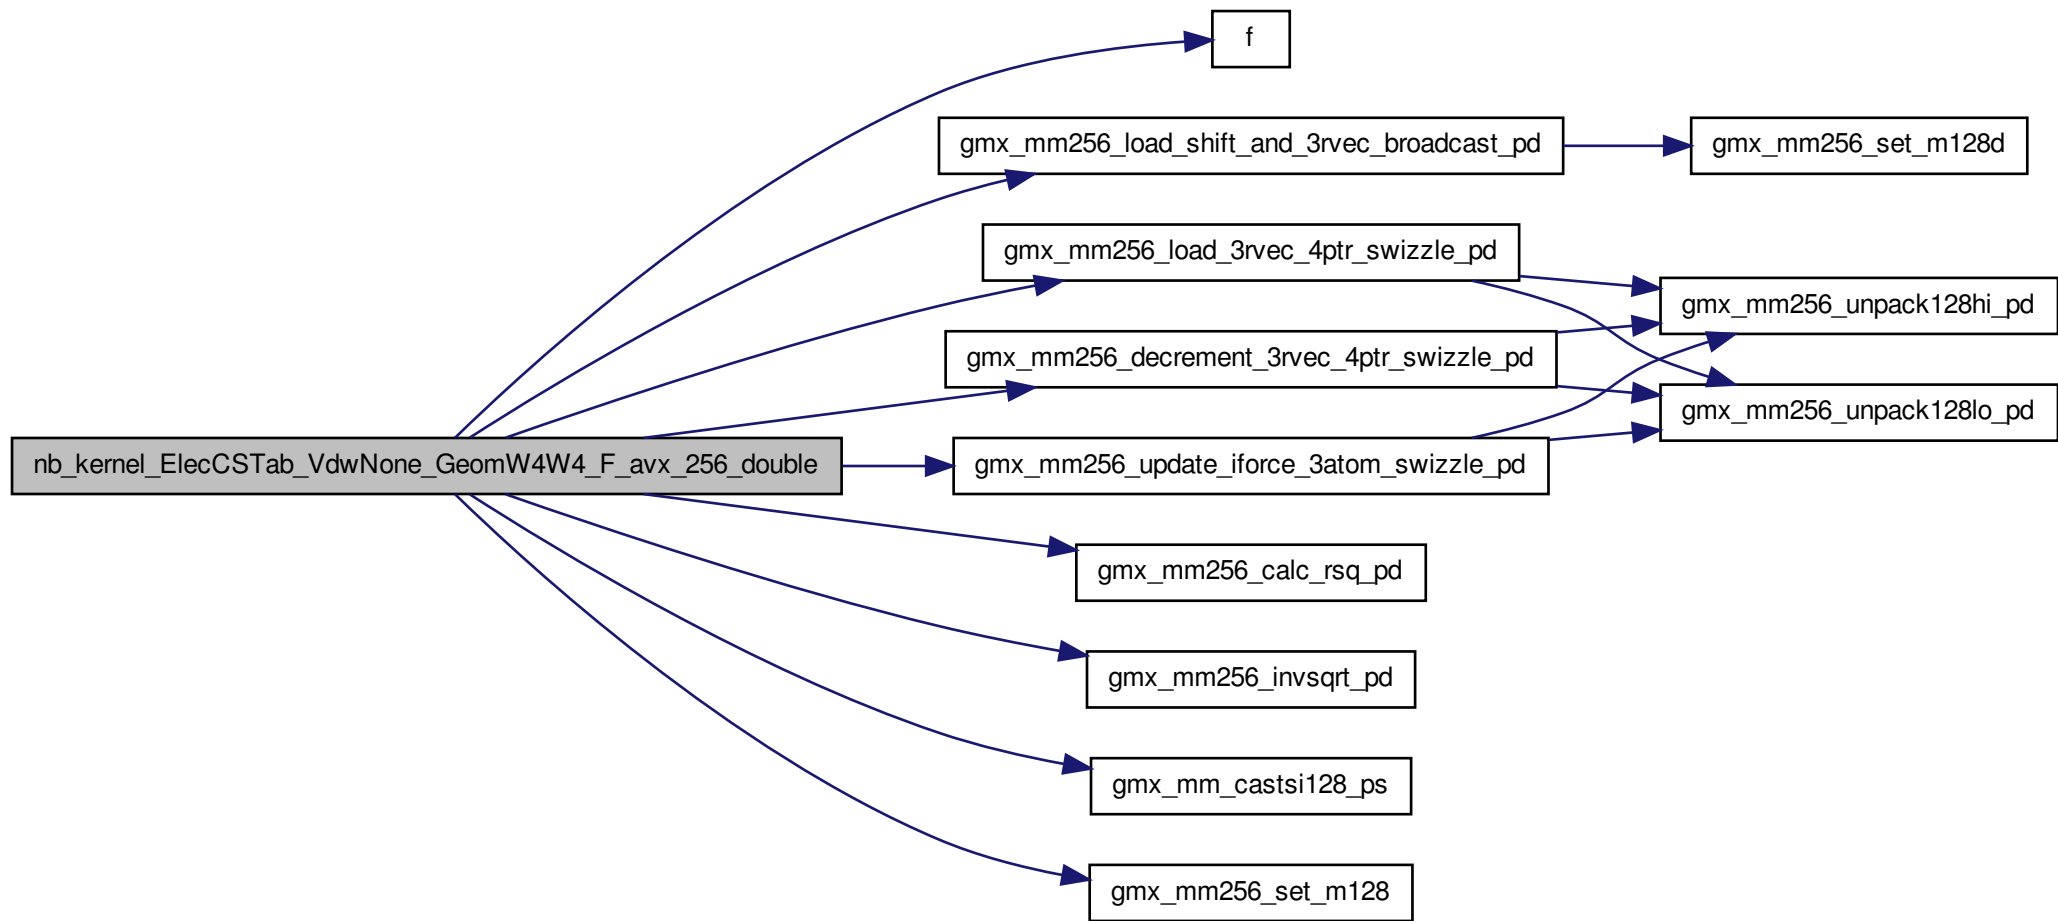 f
gmx_mm256_load_shift_and_3rvec_broadcast_pd
gmx_mm256_set_m128d
gmx_mm256_load_3rvec_4ptr_swizzle_pd
gmx_mm256_unpack128hi_pd
gmx_mm256_decrement_3rvec_4ptr_swizzle_pd
gmx_mm256_unpack128lo_pd
nb_kernel_ElecCSTab_VdwNone_GeomW4W4_F_avx_256_double
gmx_mm256_update_iforce_3atom_swizzle_pd
gmx_mm256_calc_rsq_pd
gmx_mm256_invsqrt_pd
gmx_mm_castsi128_ps
gmx_mm256_set_m128